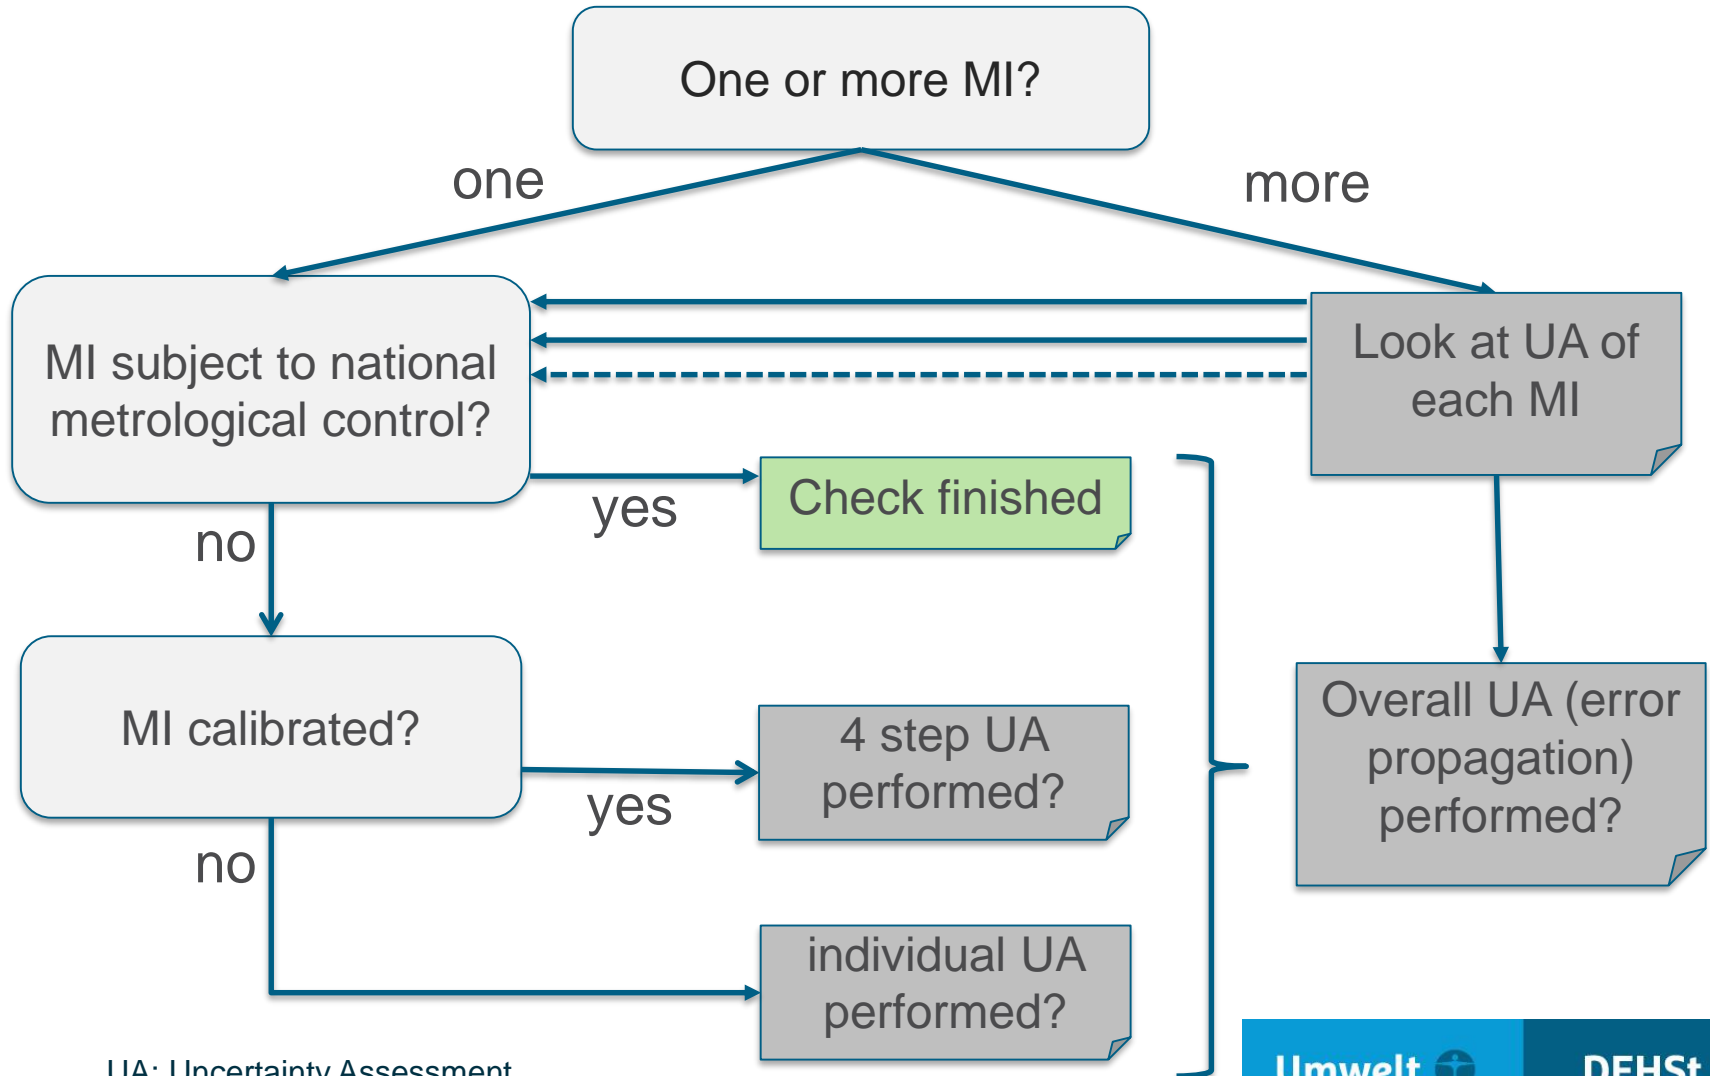 One or more MI?
one
more
MI subject to national
metrological control?
Look at UA of
each MI
yes
Check finished
no
MI calibrated?
4 step UA
performed?
Overall UA (error
propagation)
performed?
yes
no
individual UA
performed?
UA: Uncertainty Assessment
Umwelt
DEHSt